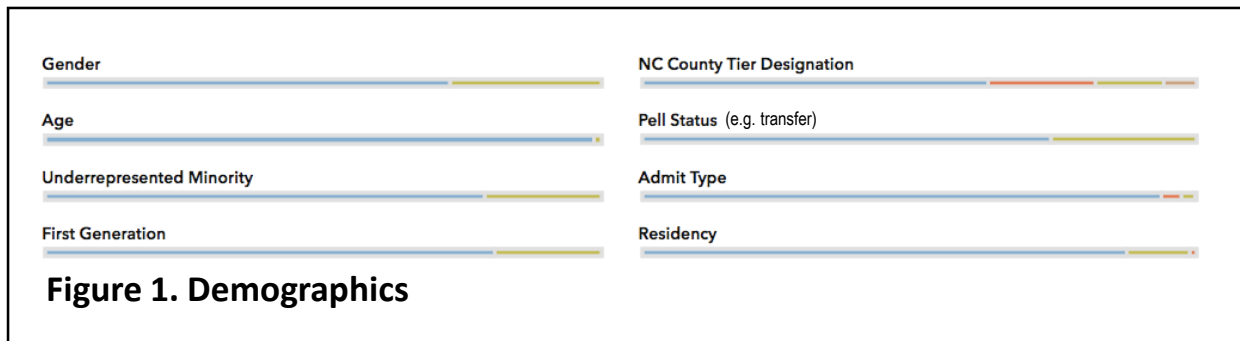 Gender
Age
Underrepresented Minority
First Generation
NC County Tier Designation
Pell Status (e.g. transfer)
Admit Type
Residency
Figure 1. Demographics